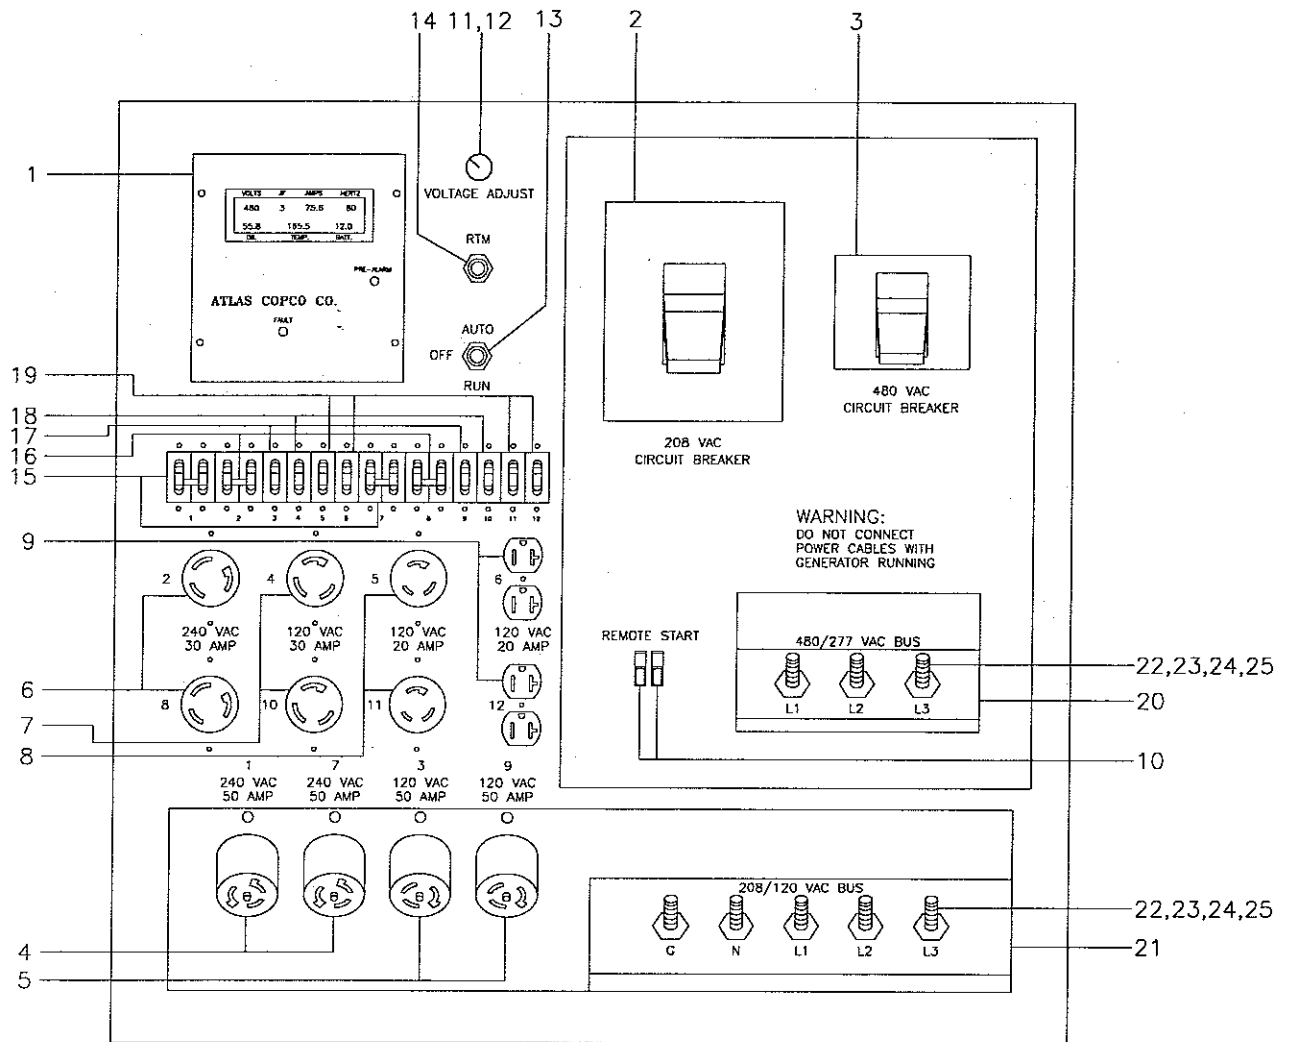 14 11,12 13 2 3
1
VOLTS JF AMPS HERTZ
480 3 75.6 60
55.8 165.5 12.0
OIL TEMP. BATT.
PRE-ALARM
ATLAS COPCO CO.
FAULT
VOLTAGE ADJUST
RTM
AUTO
OFF
RUN
480 VAC
CIRCUIT BREAKER
208 VAC
CIRCUIT BREAKER
19
18
17
16
15
1 2 3 4 5 6 7 8 9 10 11 12
WARNING:
DO NOT CONNECT
POWER CABLES WITH
GENERATOR RUNNING
9
2 4 5 6
240 VAC 120 VAC 120 VAC 120 VAC
30 AMP 30 AMP 20 AMP 20 AMP
REMOTE START
480/277 VAC BUS
L1 L2 L3
22,23,24,25
20
10
6
8 10 11 12
7
8
1 7 3 9
240 VAC 240 VAC 120 VAC 120 VAC
50 AMP 50 AMP 50 AMP 50 AMP
208/120 VAC BUS
G N L1 L2 L3
22,23,24,25
21
4
5